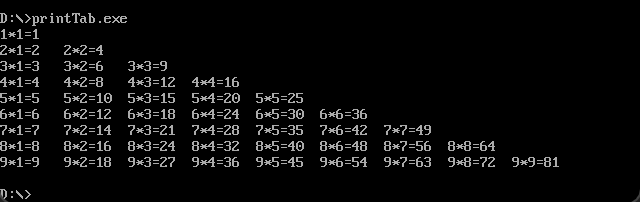 D:\>printTab.exe
1*1=1
2*1=2   2*2=4
3*1=3   3*2=6   3*3=9
4*1=4   4*2=8   4*3=12  4*4=16
5*1=5   5*2=10  5*3=15  5*4=20  5*5=25
6*1=6   6*2=12  6*3=18  6*4=24  6*5=30  6*6=36
7*1=7   7*2=14  7*3=21  7*4=28  7*5=35  7*6=42  7*7=49
8*1=8   8*2=16  8*3=24  8*4=32  8*5=40  8*6=48  8*7=56  8*8=64
9*1=9   9*2=18  9*3=27  9*4=36  9*5=45  9*6=54  9*7=63  9*8=72  9*9=81
D:\>